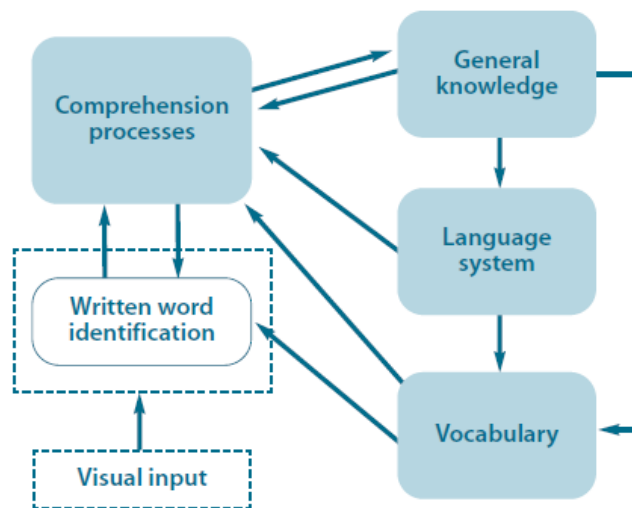 Comprehension
processes
General
knowledge
Language
system
Written word
identification
Vocabulary
Visual input